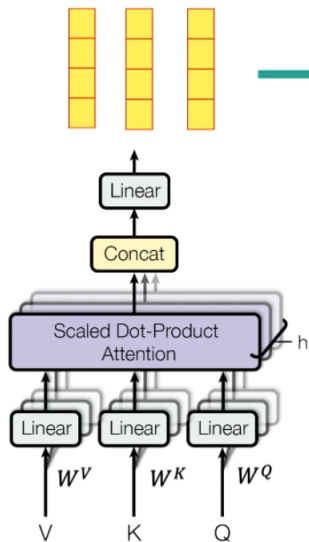 Linear
Concat
Scaled Dot-Product
Attention
h
Linear Linear Linear
W^V W^K W^Q
V K Q